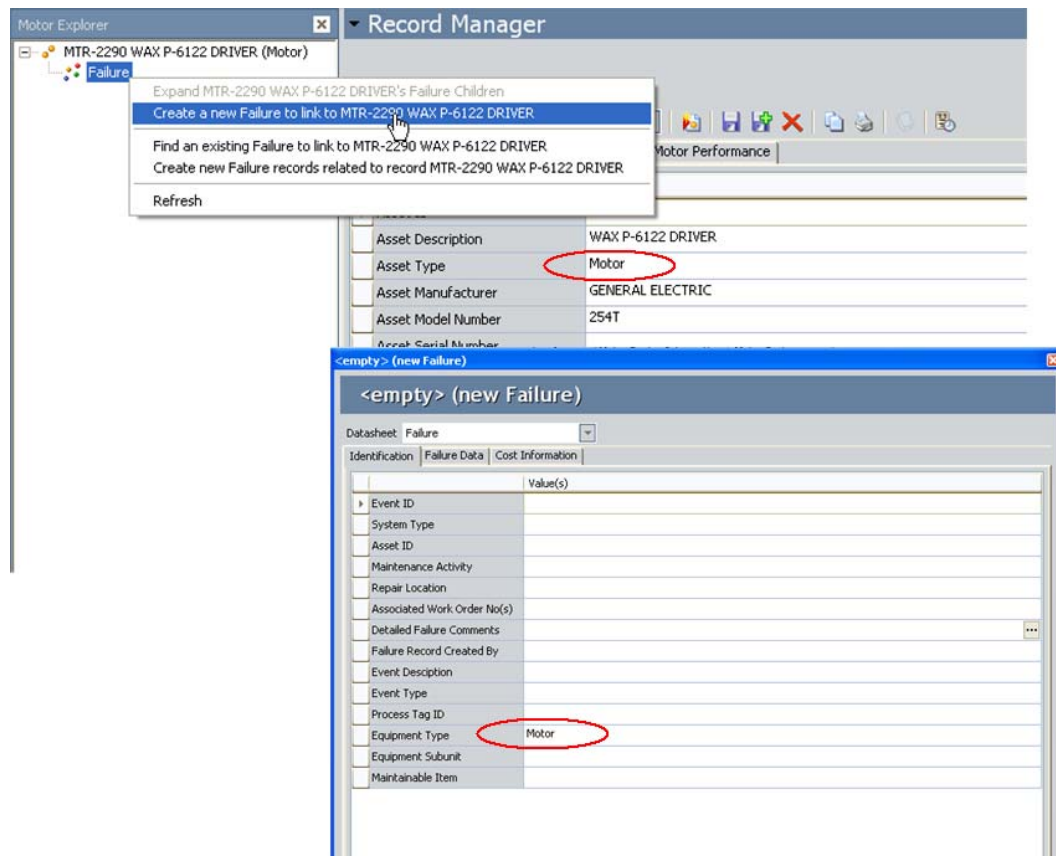 Motor Explorer
Record Manager
MTR-2290 WAX P-6122 DRIVER (Motor)
Failure
Expand MTR-2290 WAX P-6122 DRIVER's Failure Children
Create a new Failure to link to MTR-2290 WAX P-6122 DRIVER
Find an existing Failure to link to MTR-2290 WAX P-6122 DRIVER
Create new Failure records related to record MTR-2290 WAX P-6122 DRIVER
Refresh
Motor Performance
Asset Description WAX P-6122 DRIVER
Asset Type Motor
Asset Manufacturer GENERAL ELECTRIC
Asset Model Number 254T
Asset Serial Number
<empty> (new Failure)
<empty> (new Failure)
Datasheet Failure
Identification Failure Data Cost Information
Value(s)
Event ID
System Type
Asset ID
Maintenance Activity
Repair Location
Associated Work Order No(s)
Detailed Failure Comments ...
Failure Record Created By
Event Desciption
Event Type
Process Tag ID
Equipment Type Motor
Equipment Subunit
Maintainable Item